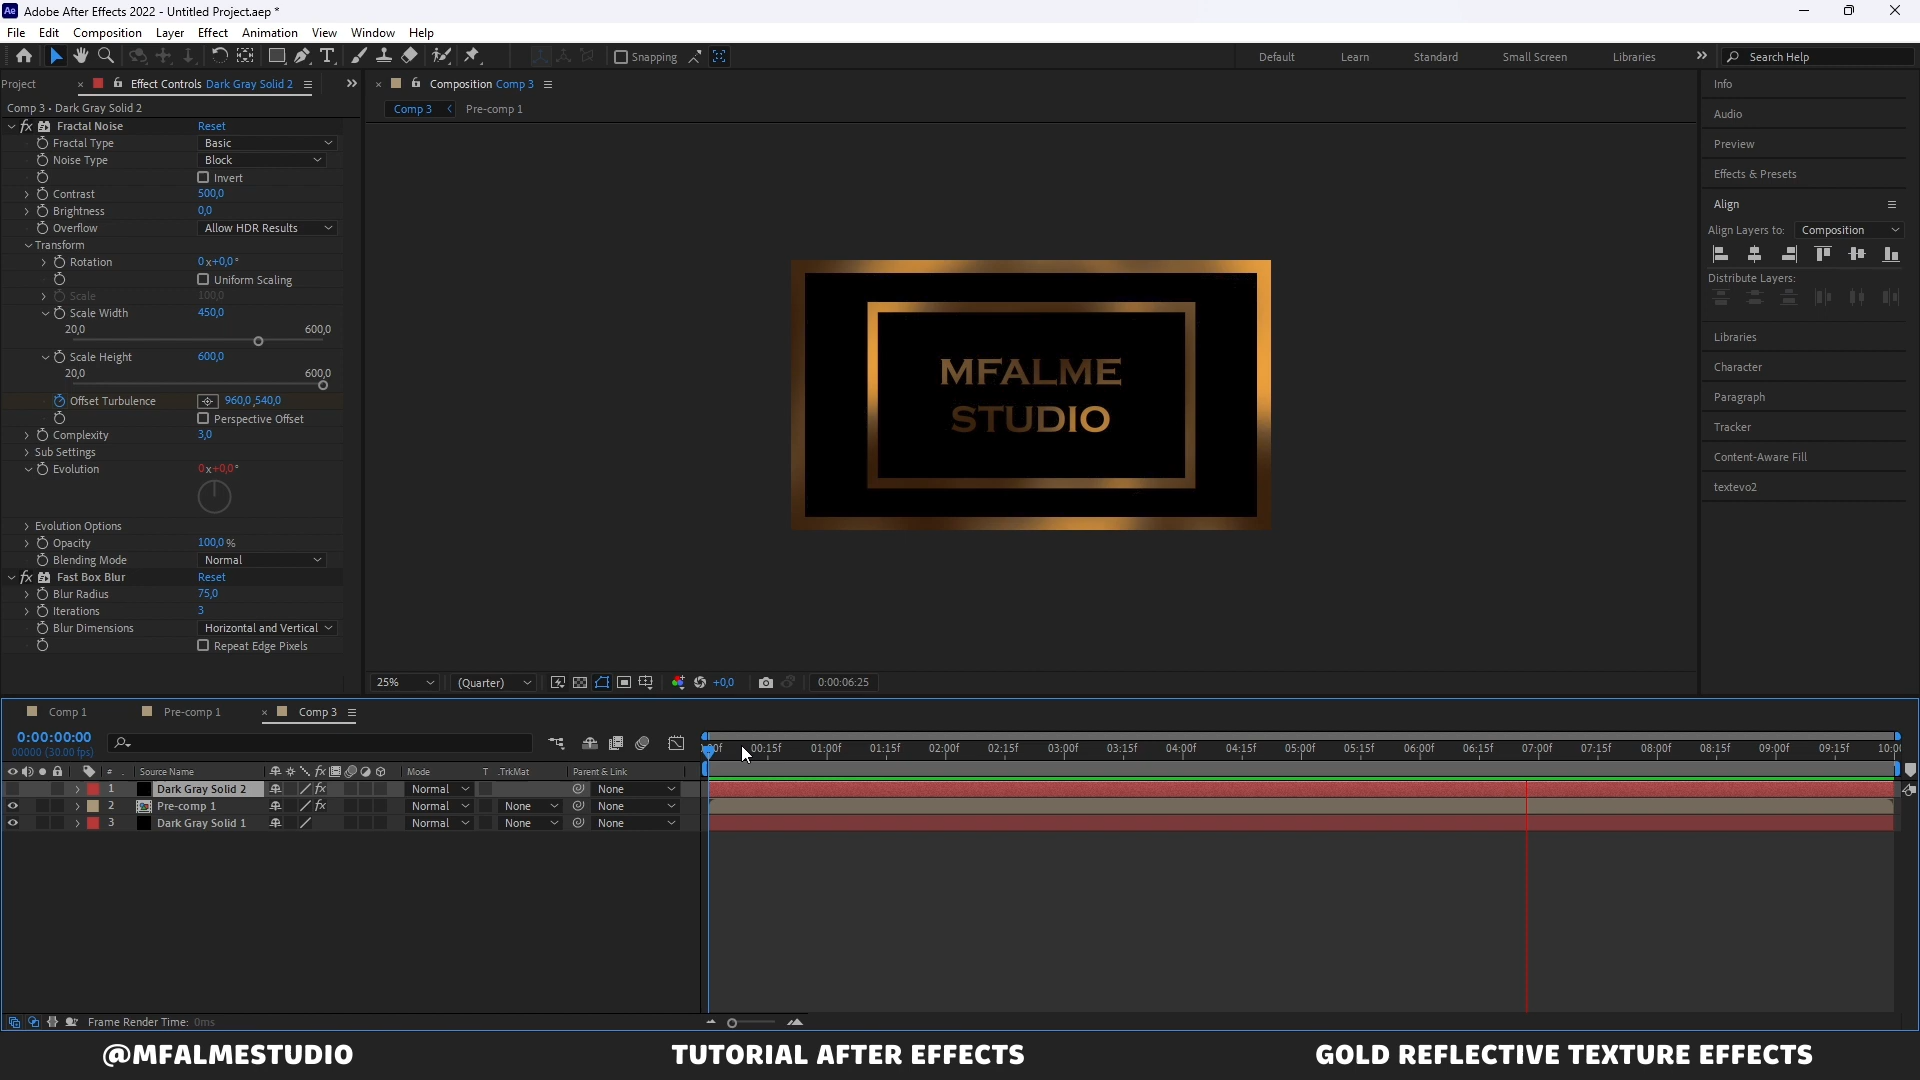 Adobe After Effects 2022 - Untitled Project.aep *
File Edit Composition Layer Effect Animation View Window Help
Snapping Default Learn Standard Small Screen Libraries Search Help
Project Effect Controls Dark Gray Solid 2
Comp 3 • Dark Gray Solid 2
Fractal Noise Reset
Fractal Type Basic
Noise Type Block
Invert
Contrast 500,0
Brightness 0,0
Overflow Allow HDR Results
Transform
Rotation 0x+0,0°
Uniform Scaling
Scale 100,0
Scale Width 450,0
20,0 600,0
Scale Height 600,0
20,0 600,0
Offset Turbulence 960,0,540,0
Perspective Offset
Complexity 3,0
Sub Settings
Evolution 0x+0,0°
Evolution Options
Opacity 100,0 %
Blending Mode Normal
Fast Box Blur Reset
Blur Radius 75,0
Iterations 3
Blur Dimensions Horizontal and Vertical
Repeat Edge Pixels
Composition Comp 3
Comp 3 Pre-comp 1
MFALME
STUDIO
25% (Quarter) +0,0 0:00:06:25
Info
Audio
Preview
Effects & Presets
Align
Align Layers to: Composition
Distribute Layers:
Libraries
Character
Paragraph
Tracker
Content-Aware Fill
textevo2
Comp 1 Pre-comp 1 Comp 3
0:00:00:00
00000 (30.00 fps)
00:15f 01:00f 01:15f 02:00f 02:15f 03:00f 03:15f 04:00f 04:15f 05:00f 05:15f 06:00f 06:15f 07:00f 07:15f 08:00f 08:15f 09:00f 09:15f
# Source Name fx Mode T .TrkMat Parent & Link
1 Dark Gray Solid 2 fx Normal None
2 Pre-comp 1 fx Normal None None
3 Dark Gray Solid 1 Normal None None
Frame Render Time: 0ms
@MFALMESTUDIO TUTORIAL AFTER EFFECTS GOLD REFLECTIVE TEXTURE EFFECTS